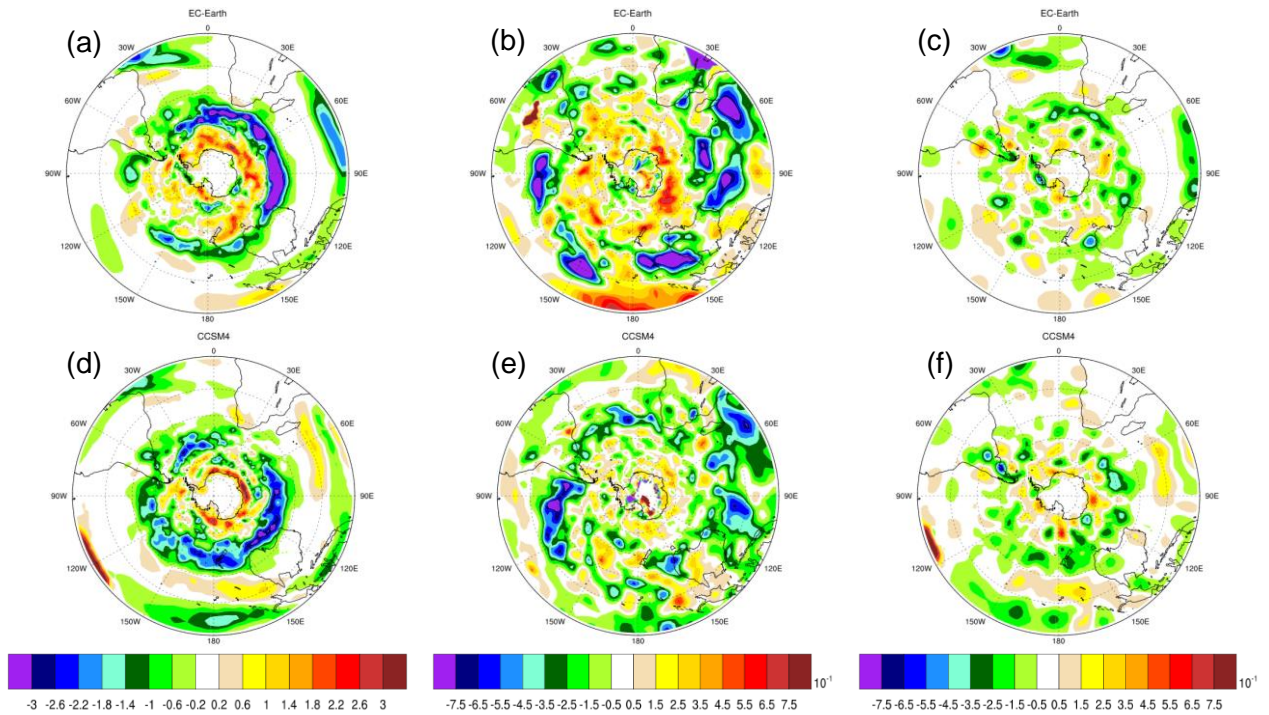 EC-Earth EC-Earth EC-Earth
(a) (b) (c)
0 0 0
30W 30E 30W 30E 30W 30E
60W 60E 60W 60E 60W 60E
90W 90E 90W 90E 90W 90E
120W 120E 120W 120E 120W 120E
150W 150E 150W 150E 150W 150E
180 180 180
CCSM4 CCSM4 CCSM4
(d) (e) (f)
0 0 0
30W 30E 30W 30E 30W 30E
60W 60E 60W 60E 60W 60E
90W 90E 90W 90E 90W 90E
120W 120E 120W 120E 120W 120E
150W 150E 150W 150E 150W 150E
180 180 180
10-1 10-1
-3 -2.6 -2.2 -1.8 -1.4 -1 -0.6 -0.2 0.2 0.6 1 1.4 1.8 2.2 2.6 3
-7.5 -6.5 -5.5 -4.5 -3.5 -2.5 -1.5 -0.5 0.5 1.5 2.5 3.5 4.5 5.5 6.5 7.5
-7.5 -6.5 -5.5 -4.5 -3.5 -2.5 -1.5 -0.5 0.5 1.5 2.5 3.5 4.5 5.5 6.5 7.5